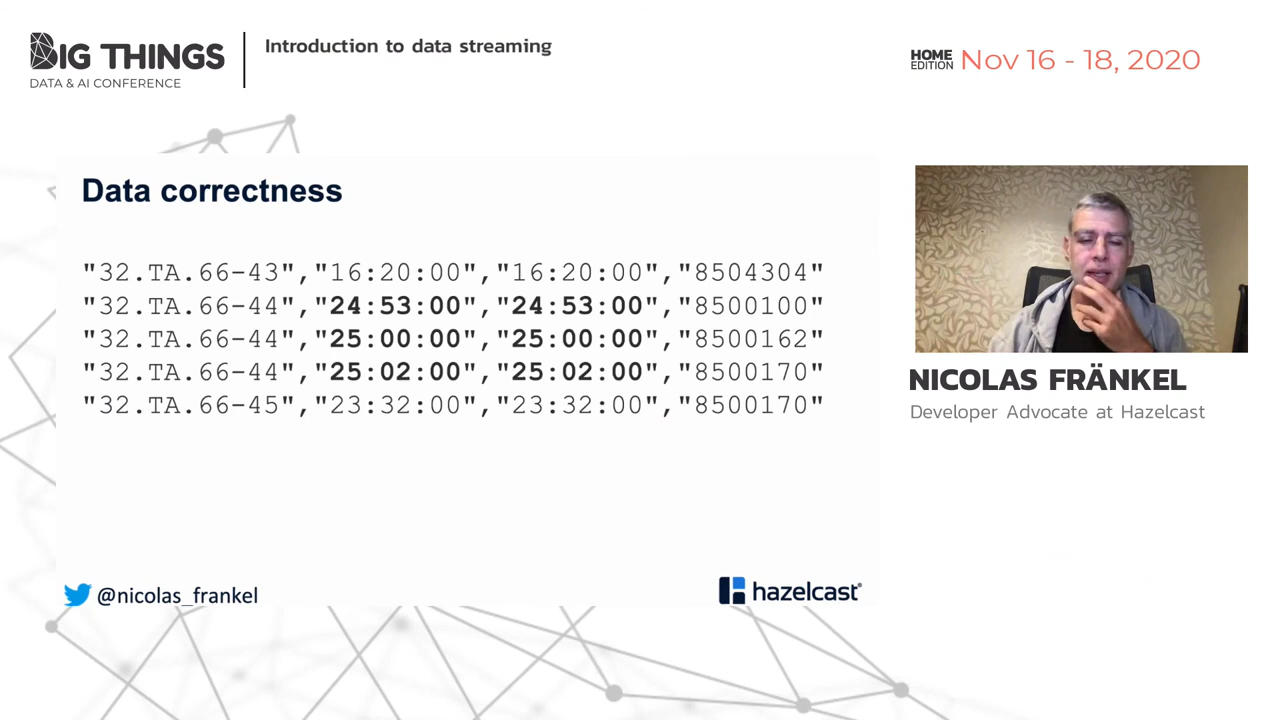 BIG THINGS
DATA & AI CONFERENCE
Introduction to data streaming
HOME
EDITION
Nov 16 - 18, 2020
Data correctness
"32.TA.66-43","16:20:00","16:20:00","8504304"
"32.TA.66-44","24:53:00","24:53:00","8500100"
"32.TA.66-44","25:00:00","25:00:00","8500162"
"32.TA.66-44","25:02:00","25:02:00","8500170"
"32.TA.66-45","23:32:00","23:32:00","8500170"
NICOLAS FRÄNKEL
Developer Advocate at Hazelcast
@nicolas_frankel
hazelcast